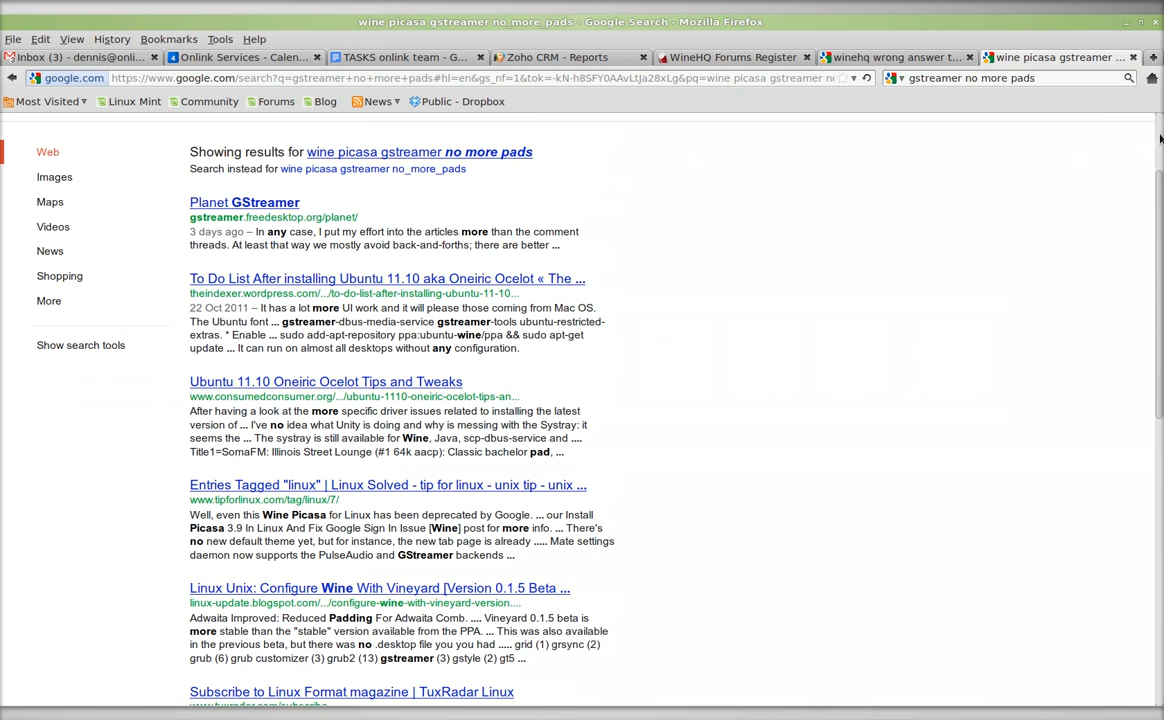 wine picasa gstreamer no_more_pads - Google Search - Mozilla Firefox
File Edit View History Bookmarks Tools Help
Inbox (3) - dennis@onli... Onlink Services - Calen... TASKS onlink team - G... Zoho CRM - Reports WineHQ Forums Register winehq wrong answer t... wine picasa gstreamer ...
google.com https://www.google.com/search?q=gstreamer+no+more+pads#hl=en&gs_nf=1&tok=-kN-h8SFY0AAvLtJa28xLg&pq=wine picasa gstreamer n gstreamer no more pads
Most Visited Linux Mint Community Forums Blog News Public - Dropbox
Web
Images
Maps
Videos
News
Shopping
More
Show search tools
Showing results for wine picasa gstreamer no more pads
Search instead for wine picasa gstreamer no_more_pads
Planet GStreamer
gstreamer.freedesktop.org/planet/
3 days ago – In any case, I put my effort into the articles more than the comment
threads. At least that way we mostly avoid back-and-forths; there are better ...
To Do List After installing Ubuntu 11.10 aka Oneiric Ocelot « The ...
theindexer.wordpress.com/.../to-do-list-after-installing-ubuntu-11-10...
22 Oct 2011 – It has a lot more UI work and it will please those coming from Mac OS.
The Ubuntu font ... gstreamer-dbus-media-service gstreamer-tools ubuntu-restricted-
extras. * Enable ... sudo add-apt-repository ppa:ubuntu-wine/ppa && sudo apt-get
update ... It can run on almost all desktops without any configuration.
Ubuntu 11.10 Oneiric Ocelot Tips and Tweaks
www.consumedconsumer.org/.../ubuntu-1110-oneiric-ocelot-tips-an...
After having a look at the more specific driver issues related to installing the latest
version of ... I've no idea what Unity is doing and why is messing with the Systray: it
seems the ... The systray is still available for Wine, Java, scp-dbus-service and ....
Title1=SomaFM: Illinois Street Lounge (#1 64k aacp): Classic bachelor pad, ...
Entries Tagged "linux" | Linux Solved - tip for linux - unix tip - unix ...
www.tipforlinux.com/tag/linux/7/
Well, even this Wine Picasa for Linux has been deprecated by Google. ... our Install
Picasa 3.9 In Linux And Fix Google Sign In Issue [Wine] post for more info. ... There's
no new default theme yet, but for instance, the new tab page is already ..... Mate settings
daemon now supports the PulseAudio and GStreamer backends ...
Linux Unix: Configure Wine With Vineyard [Version 0.1.5 Beta ...
linux-update.blogspot.com/.../configure-wine-with-vineyard-version....
Adwaita Improved: Reduced Padding For Adwaita Comb. .... Vineyard 0.1.5 beta is
more stable than the "stable" version available from the PPA. ... This was also available
in the previous beta, but there was no .desktop file you you had ..... grid (1) grsync (2)
grub (6) grub customizer (3) grub2 (13) gstreamer (3) gstyle (2) gt5 ...
Subscribe to Linux Format magazine | TuxRadar Linux